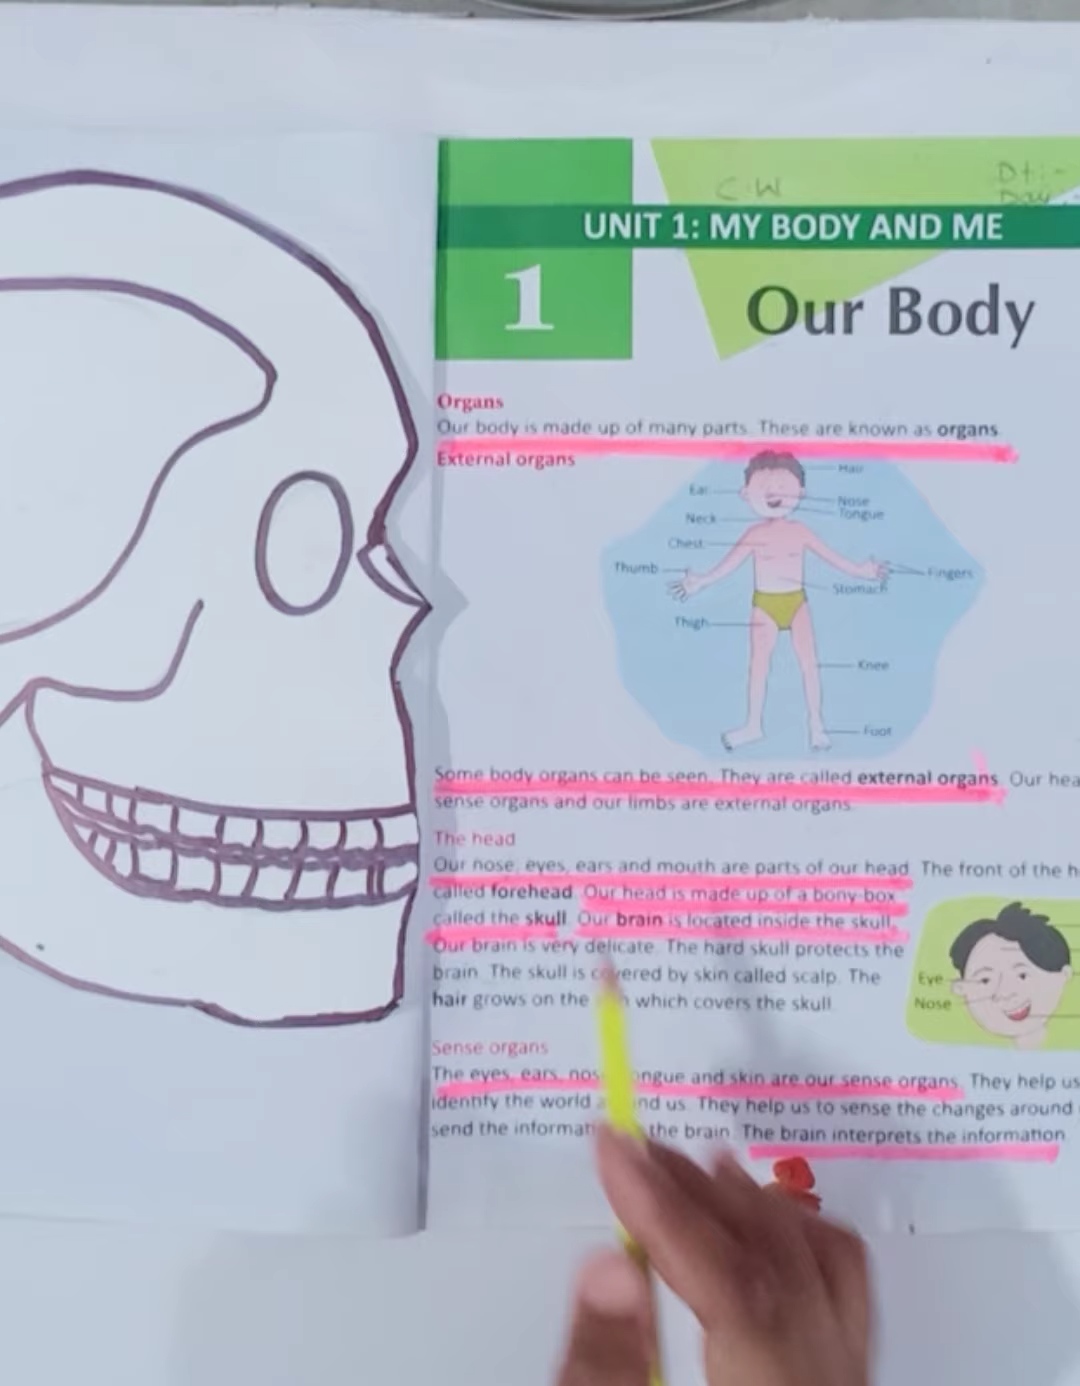 C.W
Dt:-
Day:-
UNIT 1: MY BODY AND ME
1
Our Body
Organs
Our body is made up of many parts. These are known as organs.
External organs
Hair
Ear
Nose
Tongue
Neck
Chest
Thumb
Fingers
Stomach
Thigh
Knee
Foot
Some body organs can be seen. They are called external organs. Our
sense organs and our limbs are external organs.
The head
Our nose, eyes, ears and mouth are parts of our head. The front of the
called forehead. Our head is made up of a bony box
called the skull. Our brain is located inside the skull.
Our brain is very delicate. The hard skull protects the
brain. The skull is covered by skin called scalp. The
hair grows on the which covers the skull.
Eye
Nose
Sense organs
The eyes, ears, tongue and skin are our sense organs. They help us
identify the world us. They help us to sense the changes around
send the the brain. The brain interprets the information.